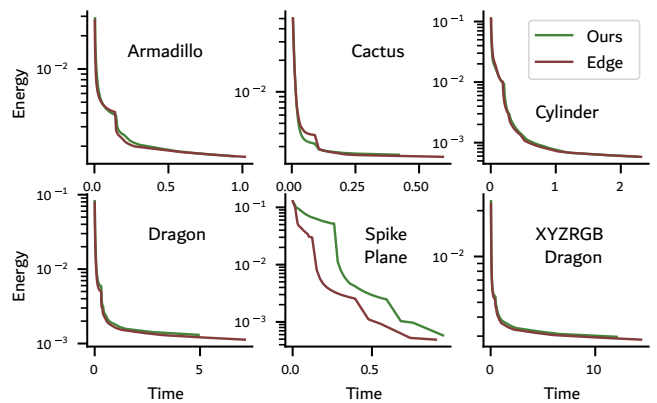 Energy
10⁻²
Armadillo
0.0
0.5
1.0
10⁻²
Cactus
0.00
0.25
0.50
10⁻¹
10⁻²
10⁻³
Ours
Edge
Cylinder
0
1
2
Energy
10⁻¹
10⁻²
10⁻³
Dragon
0
5
Time
10⁻¹
10⁻²
10⁻³
Spike
Plane
0.0
0.5
Time
10⁻²
XYZRGB
Dragon
0
10
Time